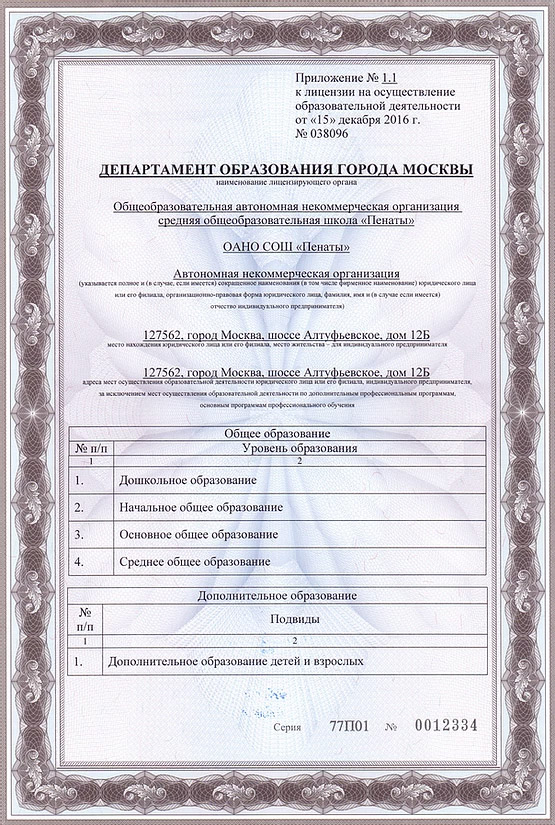 Приложение № 1.1
к лицензии на осуществление
образовательной деятельности
от «15» декабря 2016 г.
№ 038096
ДЕПАРТАМЕНТ ОБРАЗОВАНИЯ ГОРОДА МОСКВЫ
наименование лицензирующего органа
Общеобразовательная автономная некоммерческая организация
средняя общеобразовательная школа «Пенаты»
ОАНО СОШ «Пенаты»
Автономная некоммерческая организация
(указывается полное и (в случае, если имеется) сокращенное наименования (в том числе фирменное наименование) юридического лица
или его филиала, организационно-правовая форма юридического лица, фамилия, имя и (в случае если имеется)
отчество индивидуального предпринимателя)
127562, город Москва, шоссе Алтуфьевское, дом 12Б
место нахождения юридического лица или его филиала, место жительства – для индивидуального предпринимателя
127562, город Москва, шоссе Алтуфьевское, дом 12Б
адреса мест осуществления образовательной деятельности юридического лица или его филиала, индивидуального предпринимателя,
за исключением мест осуществления образовательной деятельности по дополнительным профессиональным программам,
основным программам профессионального обучения
Общее образование
№ п/п Уровень образования
1 2
1. Дошкольное образование
2. Начальное общее образование
3. Основное общее образование
4. Среднее общее образование
Дополнительное образование
№
п/п Подвиды
1 2
1. Дополнительное образование детей и взрослых
Серия 77П01 № 0012334